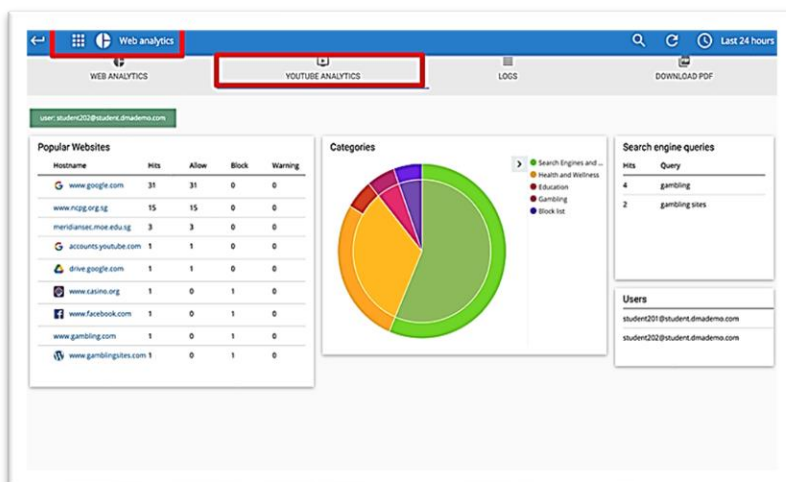 Web analytics
Last 24 hours
WEB ANALYTICS
YOUTUBE ANALYTICS
LOGS
DOWNLOAD PDF
user: student202@student.dmademo.com
Popular Websites
Hostname Hits Allow Block Warning
www.google.com 31 31 0 0
www.ncpg.org.sg 15 15 0 0
meridiansec.moe.edu.sg 3 3 0 0
accounts.youtube.com 1 1 0 0
drive.google.com 1 1 0 0
www.casino.org 1 0 1 0
www.facebook.com 1 0 1 0
www.gambling.com 1 0 1 0
www.gamblingsites.com 1 0 1 0
Categories
Search Engines and ...
Health and Wellness
Education
Gambling
Block list
Search engine queries
Hits Query
4 gambling
2 gambling sites
Users
student201@student.dmademo.com
student202@student.dmademo.com